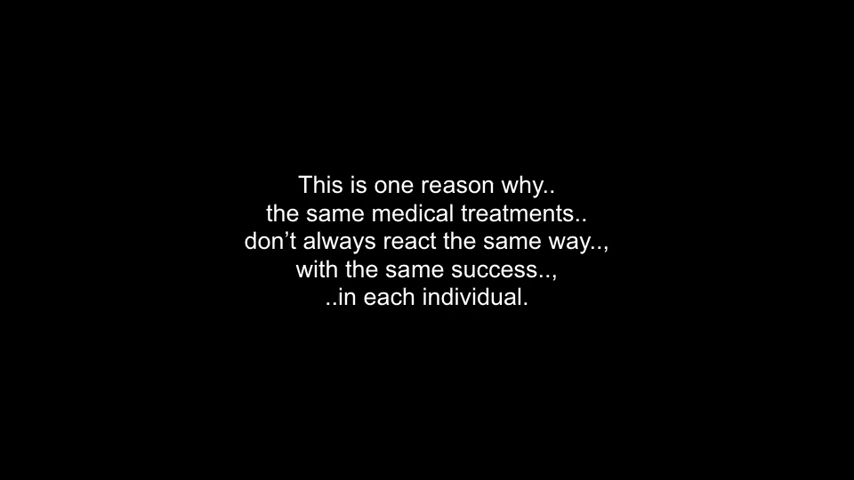 This is one reason why..
the same medical treatments..
don’t always react the same way..,
with the same success..,
..in each individual.